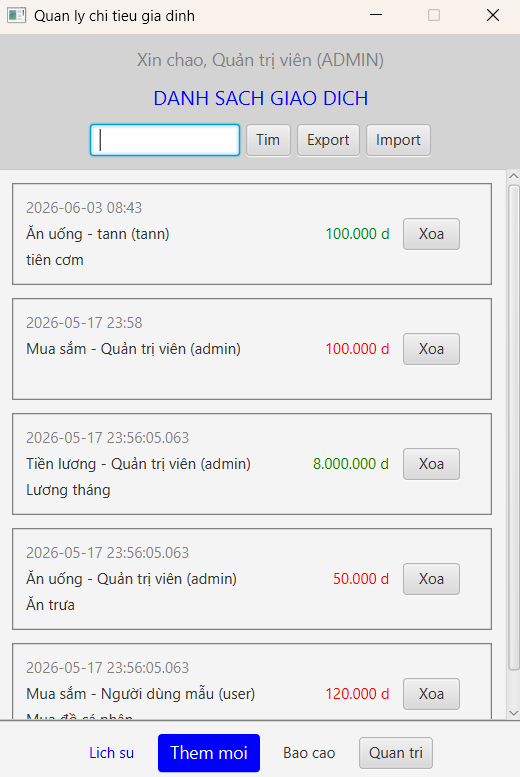 Quan ly chi tieu gia dinh
Xin chao, Quản trị viên (ADMIN)
DANH SACH GIAO DICH
Tim Export Import
2026-06-03 08:43
Ăn uống - tann (tann) 100.000 d Xoa
tiên cơm
2026-05-17 23:58
Mua sắm - Quản trị viên (admin) 100.000 d Xoa
2026-05-17 23:56:05.063
Tiền lương - Quản trị viên (admin) 8.000.000 d Xoa
Lương tháng
2026-05-17 23:56:05.063
Ăn uống - Quản trị viên (admin) 50.000 d Xoa
Ăn trưa
2026-05-17 23:56:05.063
Mua sắm - Người dùng mẫu (user) 120.000 d Xoa
Mua đồ cá nhân
Lich su Them moi Bao cao Quan tri